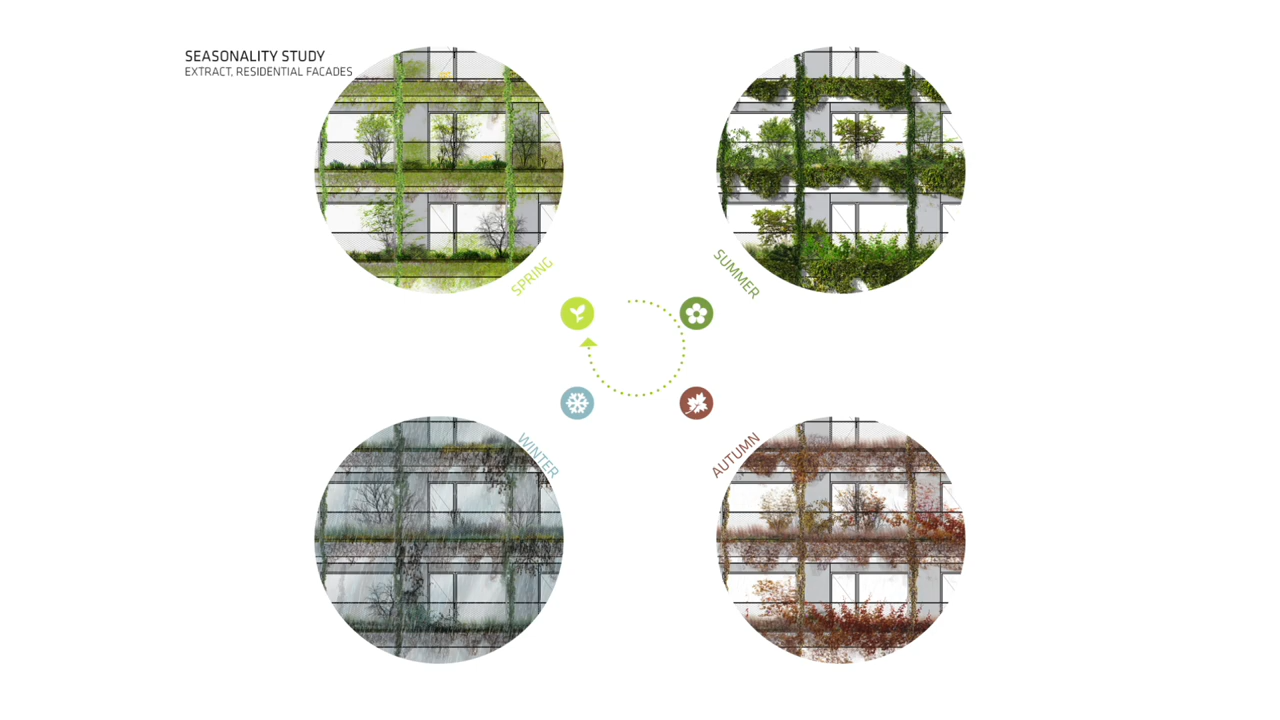 SEASONALITY STUDY
EXTRACT, RESIDENTIAL FACADES
SPRING
SUMMER
WINTER
AUTUMN